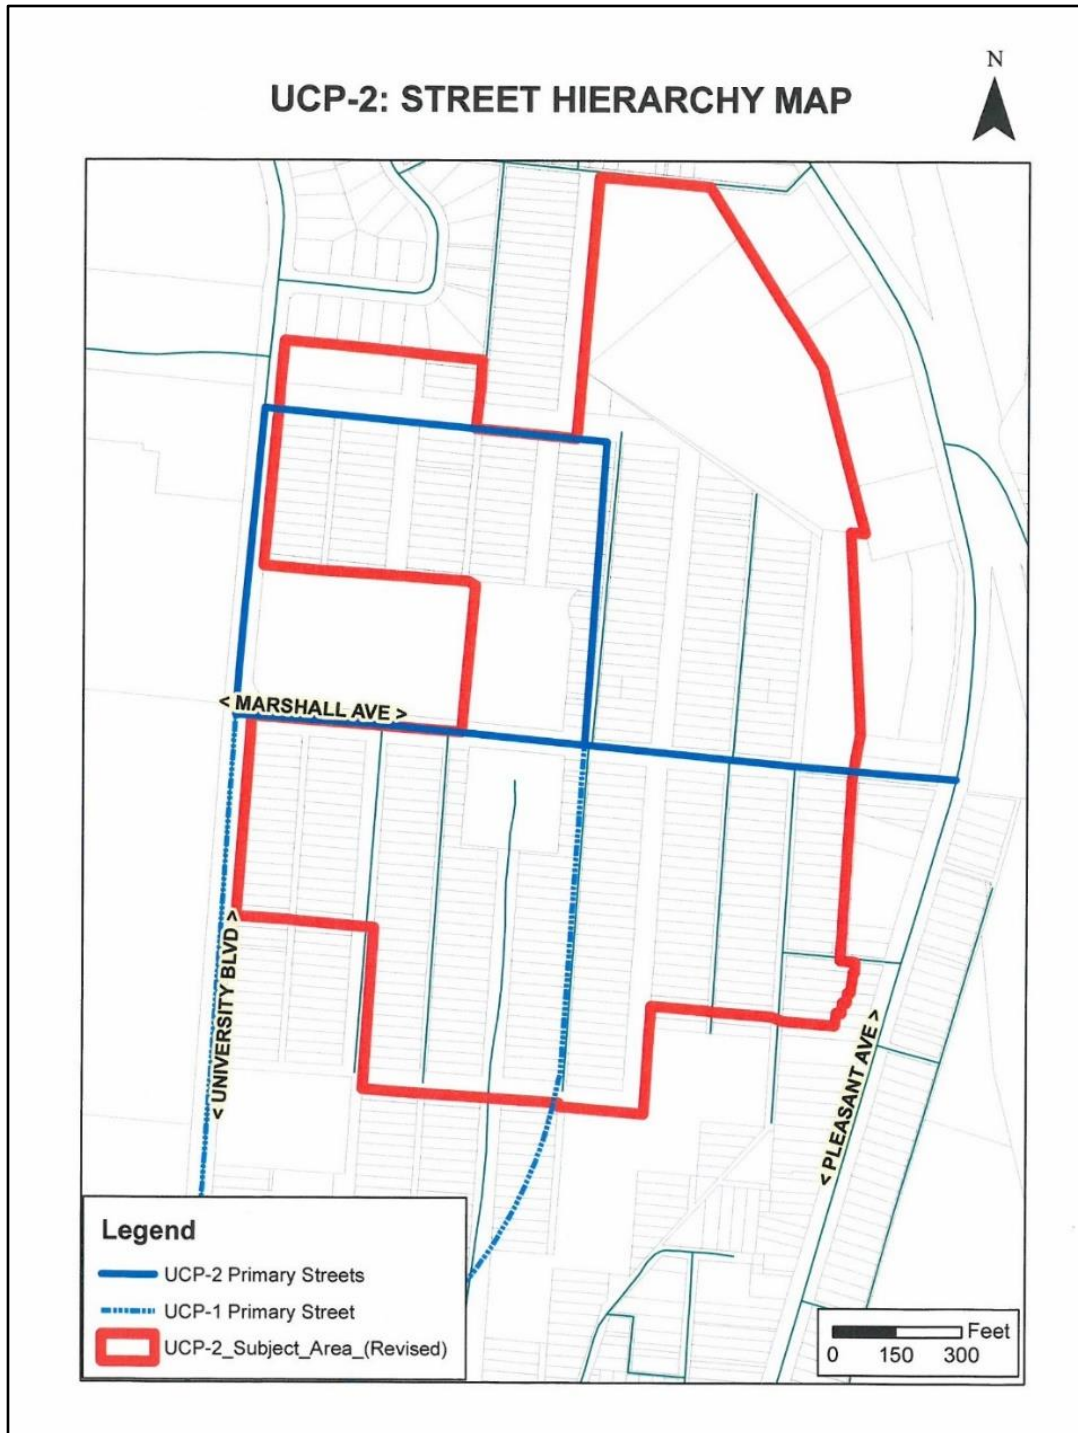 N
UCP-2: STREET HIERARCHY MAP
< MARSHALL AVE >
< UNIVERSITY BLVD >
< PLEASANT AVE >
Legend
UCP-2 Primary Streets
UCP-1 Primary Street
UCP-2_Subject_Area_(Revised)
Feet
0 150 300